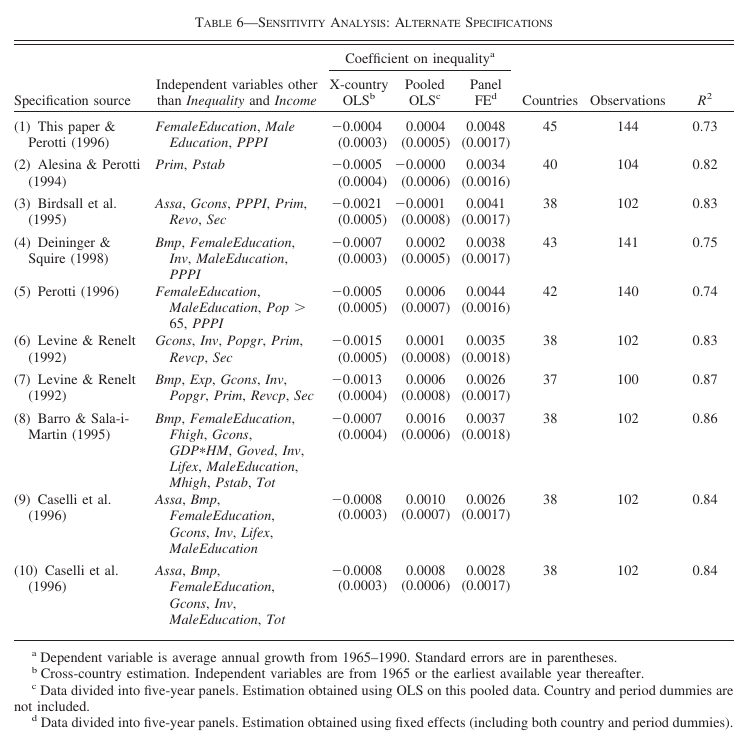 TABLE 6—SENSITIVITY ANALYSIS: ALTERNATE SPECIFICATIONS
Coefficient on inequalityᵃ
Independent variables other X-country Pooled Panel
Specification source than Inequality and Income OLSᵇ OLSᶜ FEᵈ Countries Observations R²
(1) This paper & FemaleEducation, Male −0.0004 0.0004 0.0048 45 144 0.73
Perotti (1996) Education, PPPI (0.0003) (0.0005) (0.0017)
(2) Alesina & Perotti Prim, Pstab −0.0005 −0.0000 0.0034 40 104 0.82
(1994) (0.0004) (0.0006) (0.0016)
(3) Birdsall et al. Assa, Gcons, PPPI, Prim, −0.0021 −0.0001 0.0041 38 102 0.83
(1995) Revo, Sec (0.0005) (0.0008) (0.0017)
(4) Deininger & Bmp, FemaleEducation, −0.0007 0.0002 0.0038 43 141 0.75
Squire (1998) Inv, MaleEducation, (0.0003) (0.0005) (0.0017)
PPPI
(5) Perotti (1996) FemaleEducation, −0.0005 0.0006 0.0044 42 140 0.74
MaleEducation, Pop > (0.0005) (0.0007) (0.0016)
65, PPPI
(6) Levine & Renelt Gcons, Inv, Popgr, Prim, −0.0015 0.0001 0.0035 38 102 0.83
(1992) Revcp, Sec (0.0005) (0.0008) (0.0018)
(7) Levine & Renelt Bmp, Exp, Gcons, Inv, −0.0013 0.0006 0.0026 37 100 0.87
(1992) Popgr, Prim, Revcp, Sec (0.0004) (0.0008) (0.0017)
(8) Barro & Sala-i- Bmp, FemaleEducation, −0.0007 0.0016 0.0037 38 102 0.86
Martin (1995) Fhigh, Gcons, (0.0004) (0.0006) (0.0018)
GDP*HM, Goved, Inv,
Lifex, MaleEducation,
Mhigh, Pstab, Tot
(9) Caselli et al. Assa, Bmp, −0.0008 0.0010 0.0026 38 102 0.84
(1996) FemaleEducation, (0.0003) (0.0007) (0.0017)
Gcons, Inv, Lifex,
MaleEducation
(10) Caselli et al. Assa, Bmp, −0.0008 0.0008 0.0028 38 102 0.84
(1996) FemaleEducation, (0.0003) (0.0006) (0.0017)
Gcons, Inv,
MaleEducation, Tot
ᵃ Dependent variable is average annual growth from 1965–1990. Standard errors are in parentheses.
ᵇ Cross-country estimation. Independent variables are from 1965 or the earliest available year thereafter.
ᶜ Data divided into five-year panels. Estimation obtained using OLS on this pooled data. Country and period dummies are
not included.
ᵈ Data divided into five-year panels. Estimation obtained using fixed effects (including both country and period dummies).